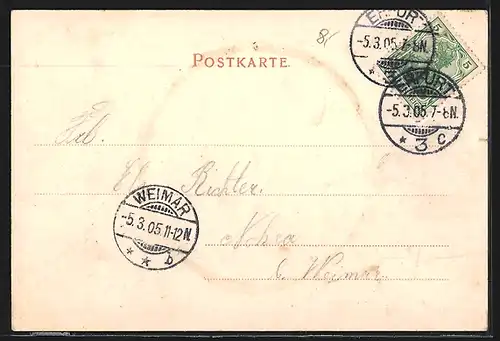 8/-
ERFURT
-5.3.05.7-8N.
5
5
POSTKARTE.
ERFURT
-5.3.05.7-8N.
* 3 c
Richter.
WEIMAR
-5.3.05.11-12N.
* * b
b. Weimar